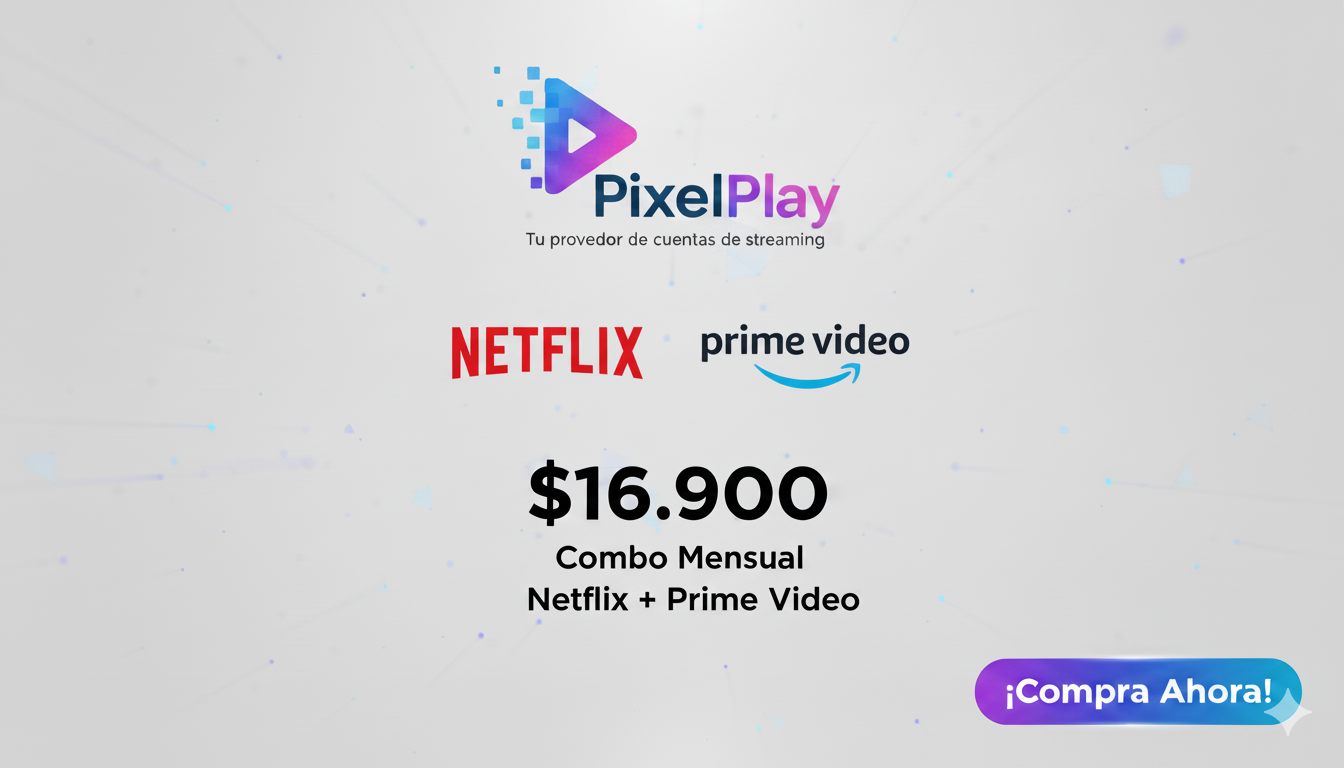 PixelPlay
Tu provedor de cuentas de streaming
NETFLIX
prime video
$16.900
Combo Mensual
Netflix + Prime Video
¡Compra Ahora!